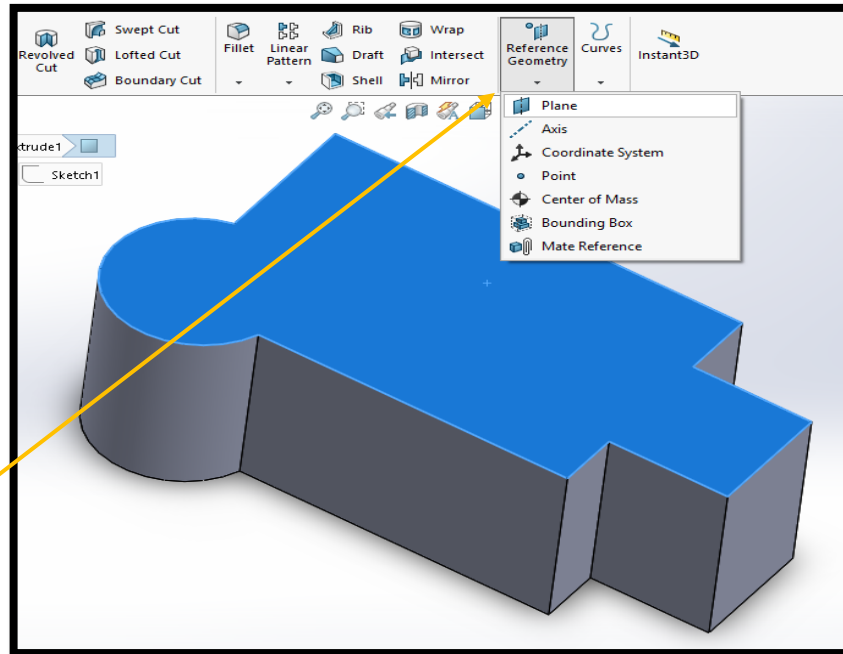 Revolved Cut
Swept Cut
Lofted Cut
Boundary Cut
Fillet
Linear Pattern
Rib
Draft
Shell
Wrap
Intersect
Mirror
Reference Geometry
Curves
Instant3D
Plane
Axis
Coordinate System
Point
Center of Mass
Bounding Box
Mate Reference
xtrude1
Sketch1